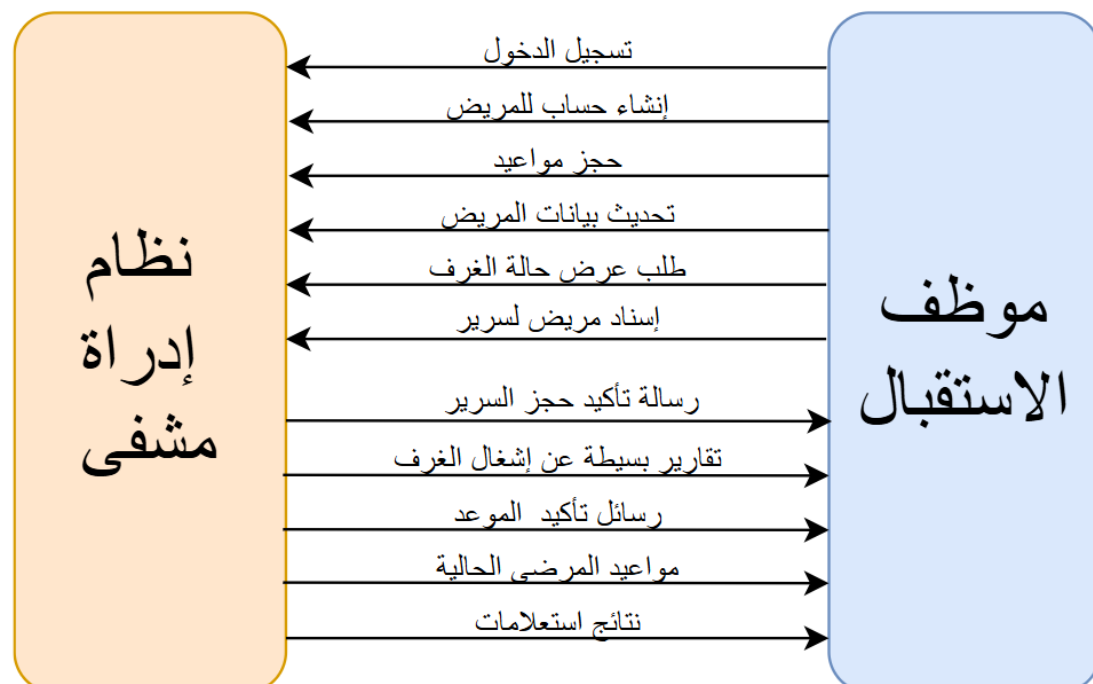 تسجيل الدخول
إنشاء حساب للمريض
حجز مواعيد
تحديث بيانات المريض
طلب عرض حالة الغرف
إسناد مريض لسرير
رسالة تأكيد حجز السرير
تقارير بسيطة عن إشغال الغرف
رسائل تأكيد الموعد
مواعيد المرضى الحالية
نتائج استعلامات
موظف
الاستقبال
نظام
إدراة
مشفى